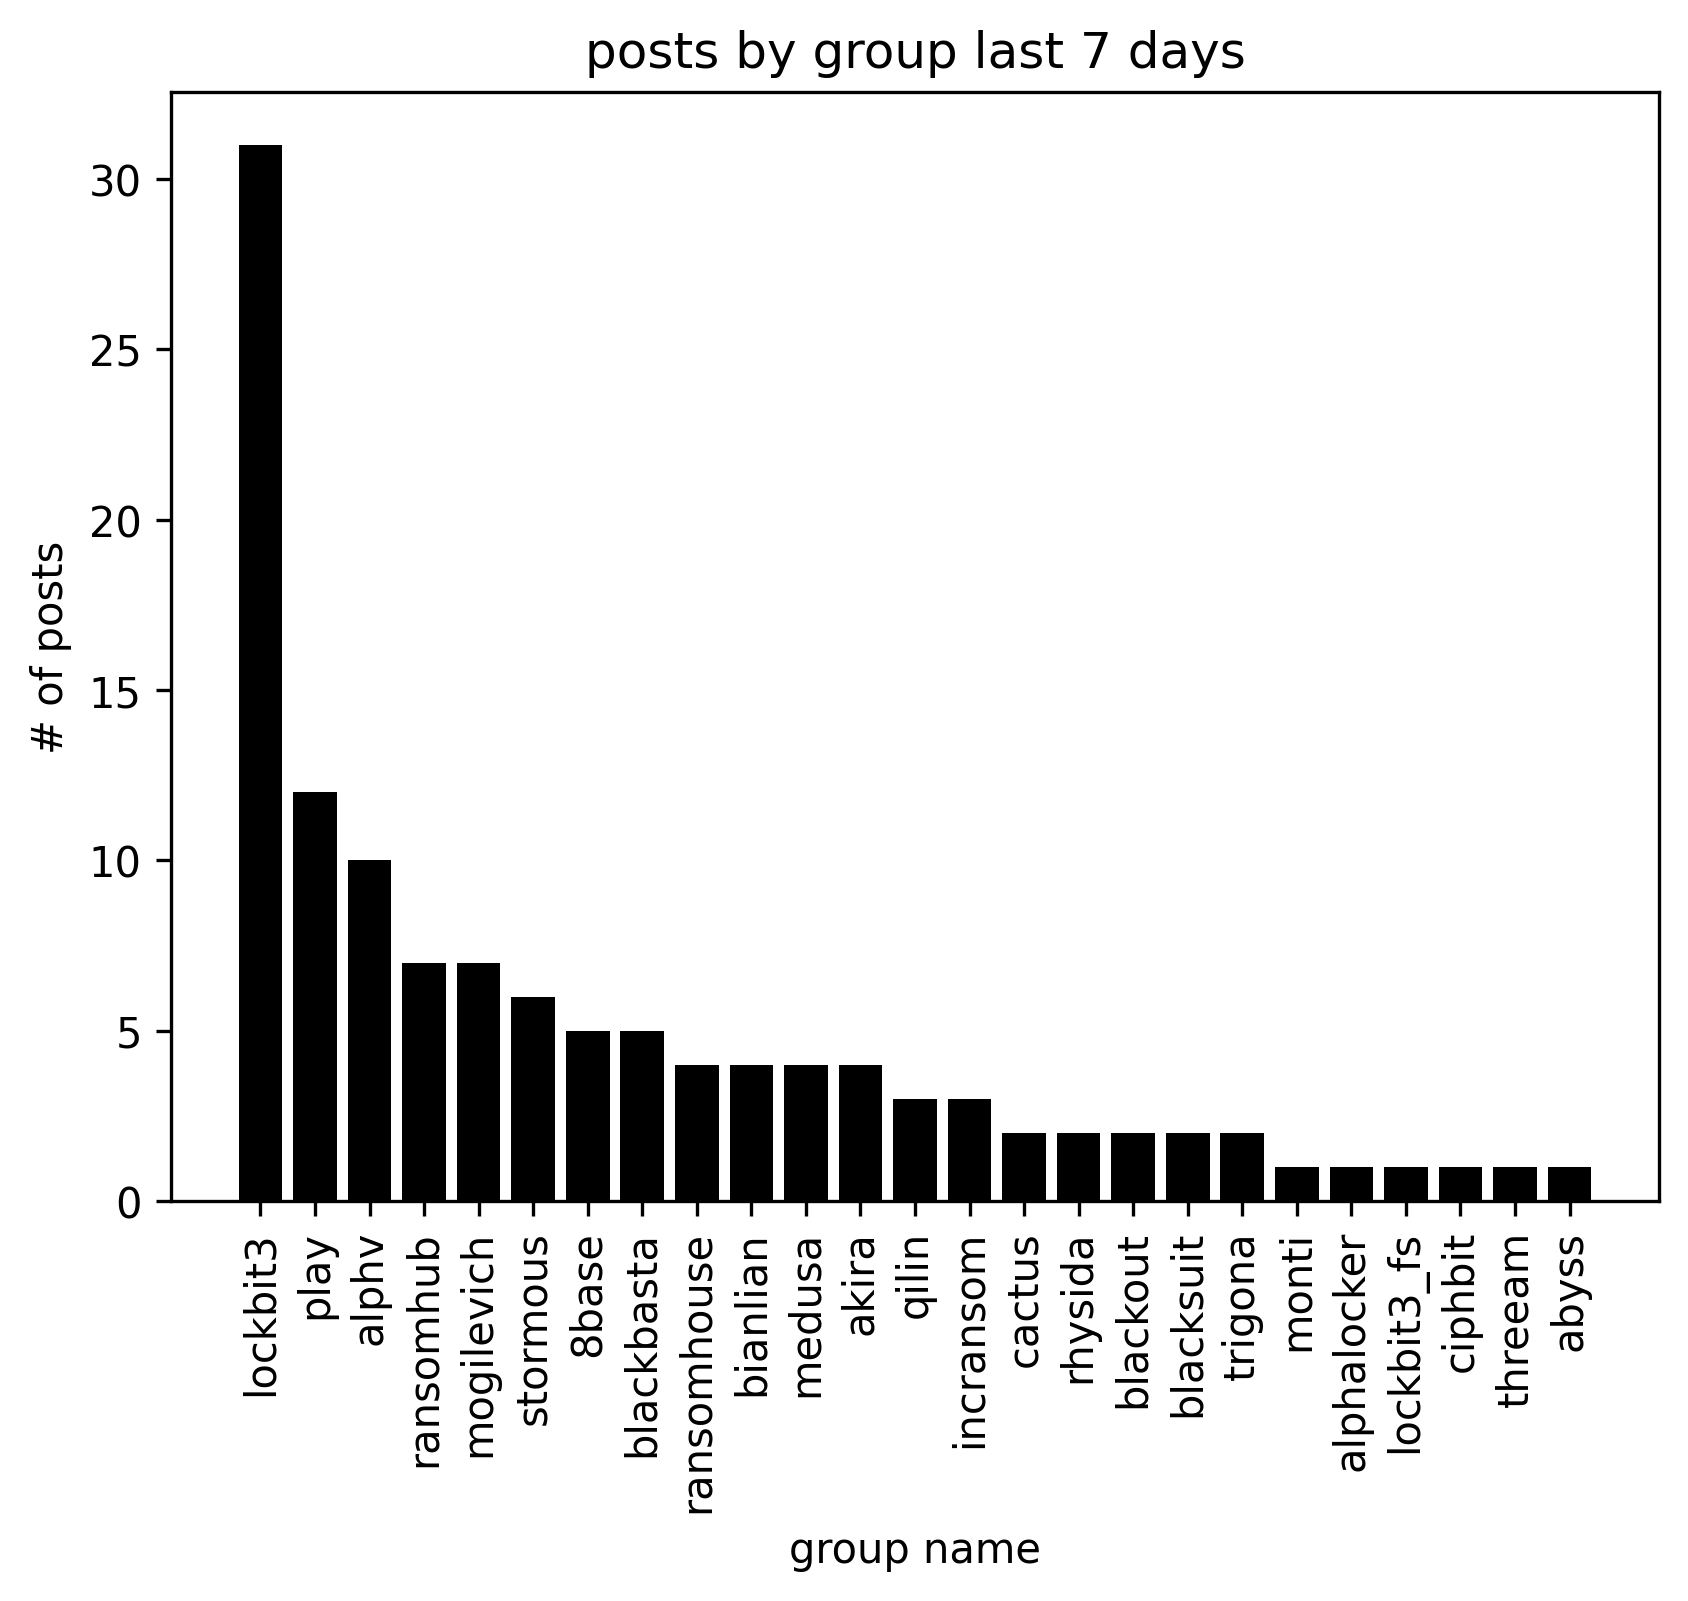 posts by group last 7 days
# of posts
30
25
20
15
10
5
0
lockbit3
play
alphv
ransomhub
mogilevich
stormous
8base
blackbasta
ransomhouse
bianlian
medusa
akira
qilin
incransom
cactus
rhysida
blackout
blacksuit
trigona
monti
alphalocker
lockbit3_fs
ciphbit
threeam
abyss
group name